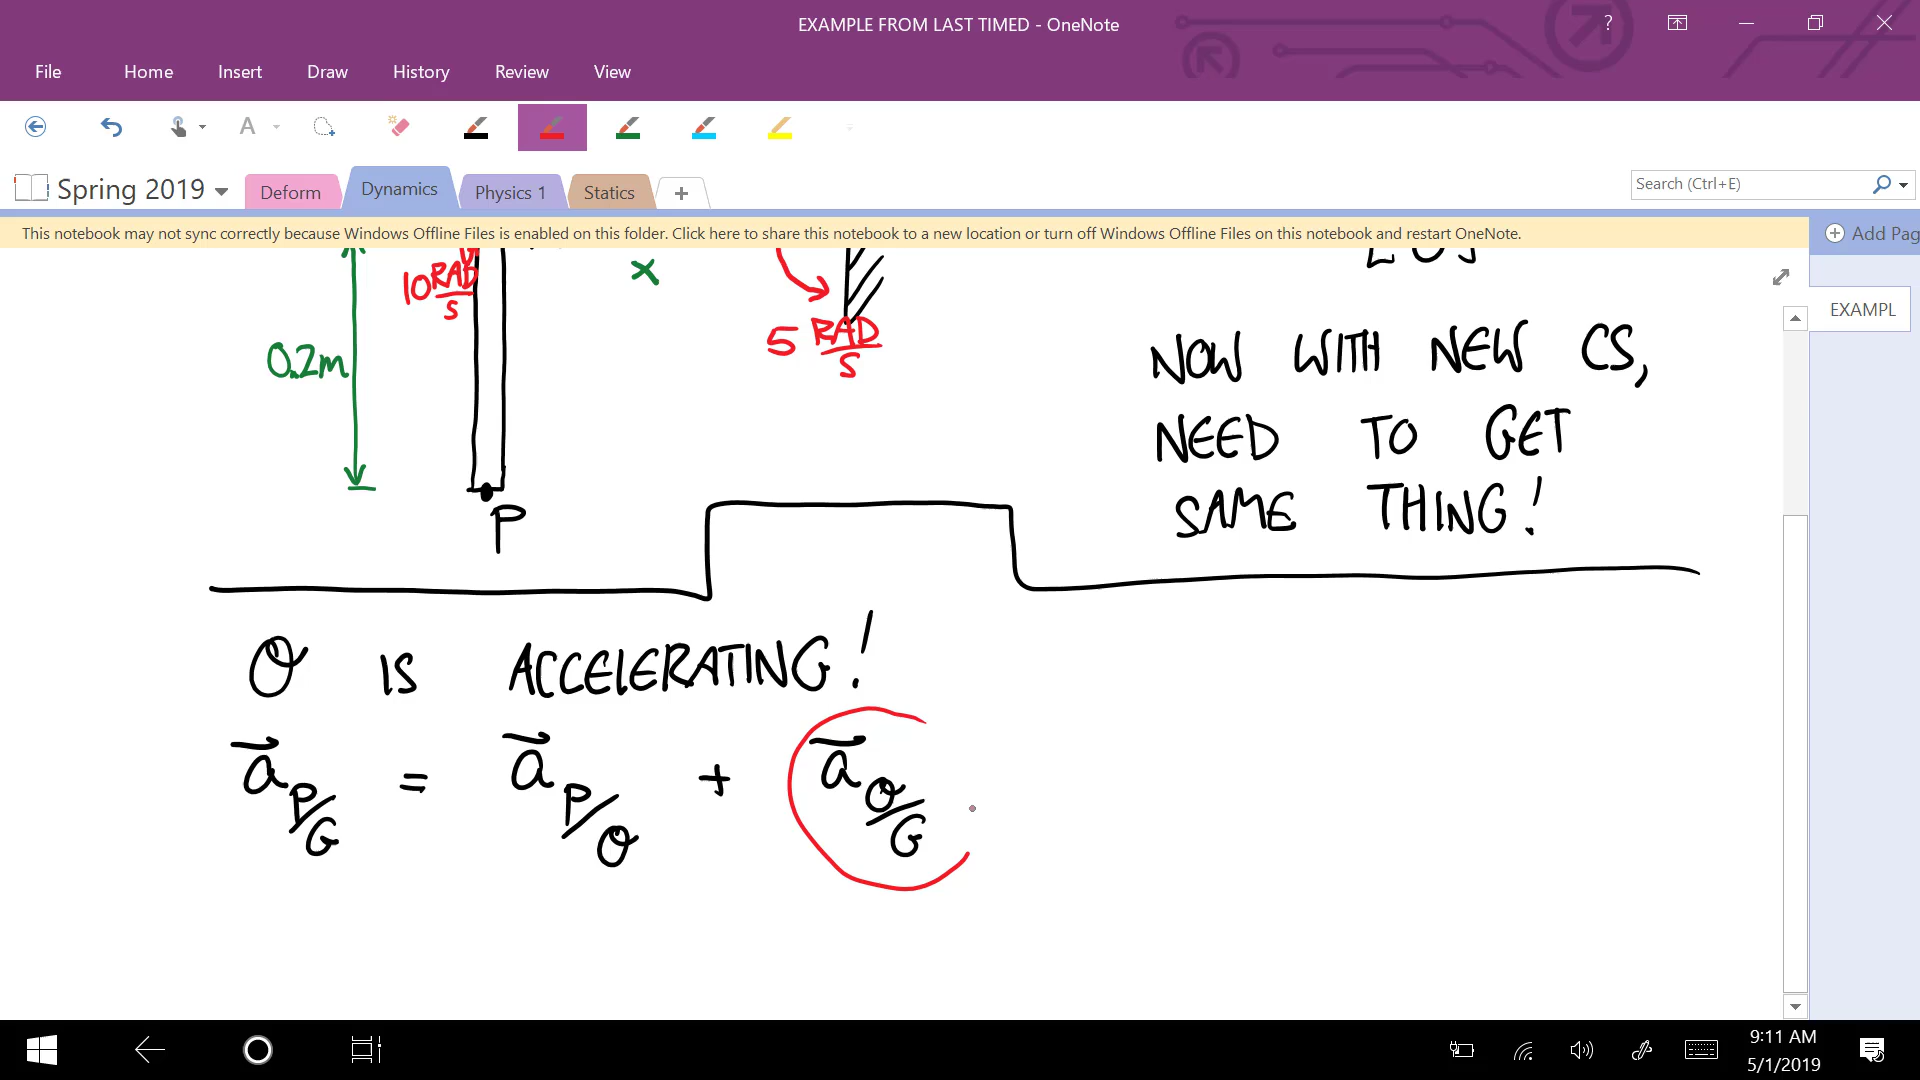 EXAMPLE FROM LAST TIMED - OneNote
?
File Home Insert Draw History Review View
A
Spring 2019 Deform Dynamics Physics 1 Statics +
Search (Ctrl+E)
This notebook may not sync correctly because Windows Offline Files is enabled on this folder. Click here to share this notebook to a new location or turn off Windows Offline Files on this notebook and restart OneNote.
Add Pag
EXAMPL
10 RAD/S
x
0.2m
5 RAD/S
P
NOW WITH NEW CS,
NEED TO GET
SAME THING!
O IS ACCELERATING!
a⃗ P/G = a⃗ P/O + a⃗ O/G
9:11 AM
5/1/2019